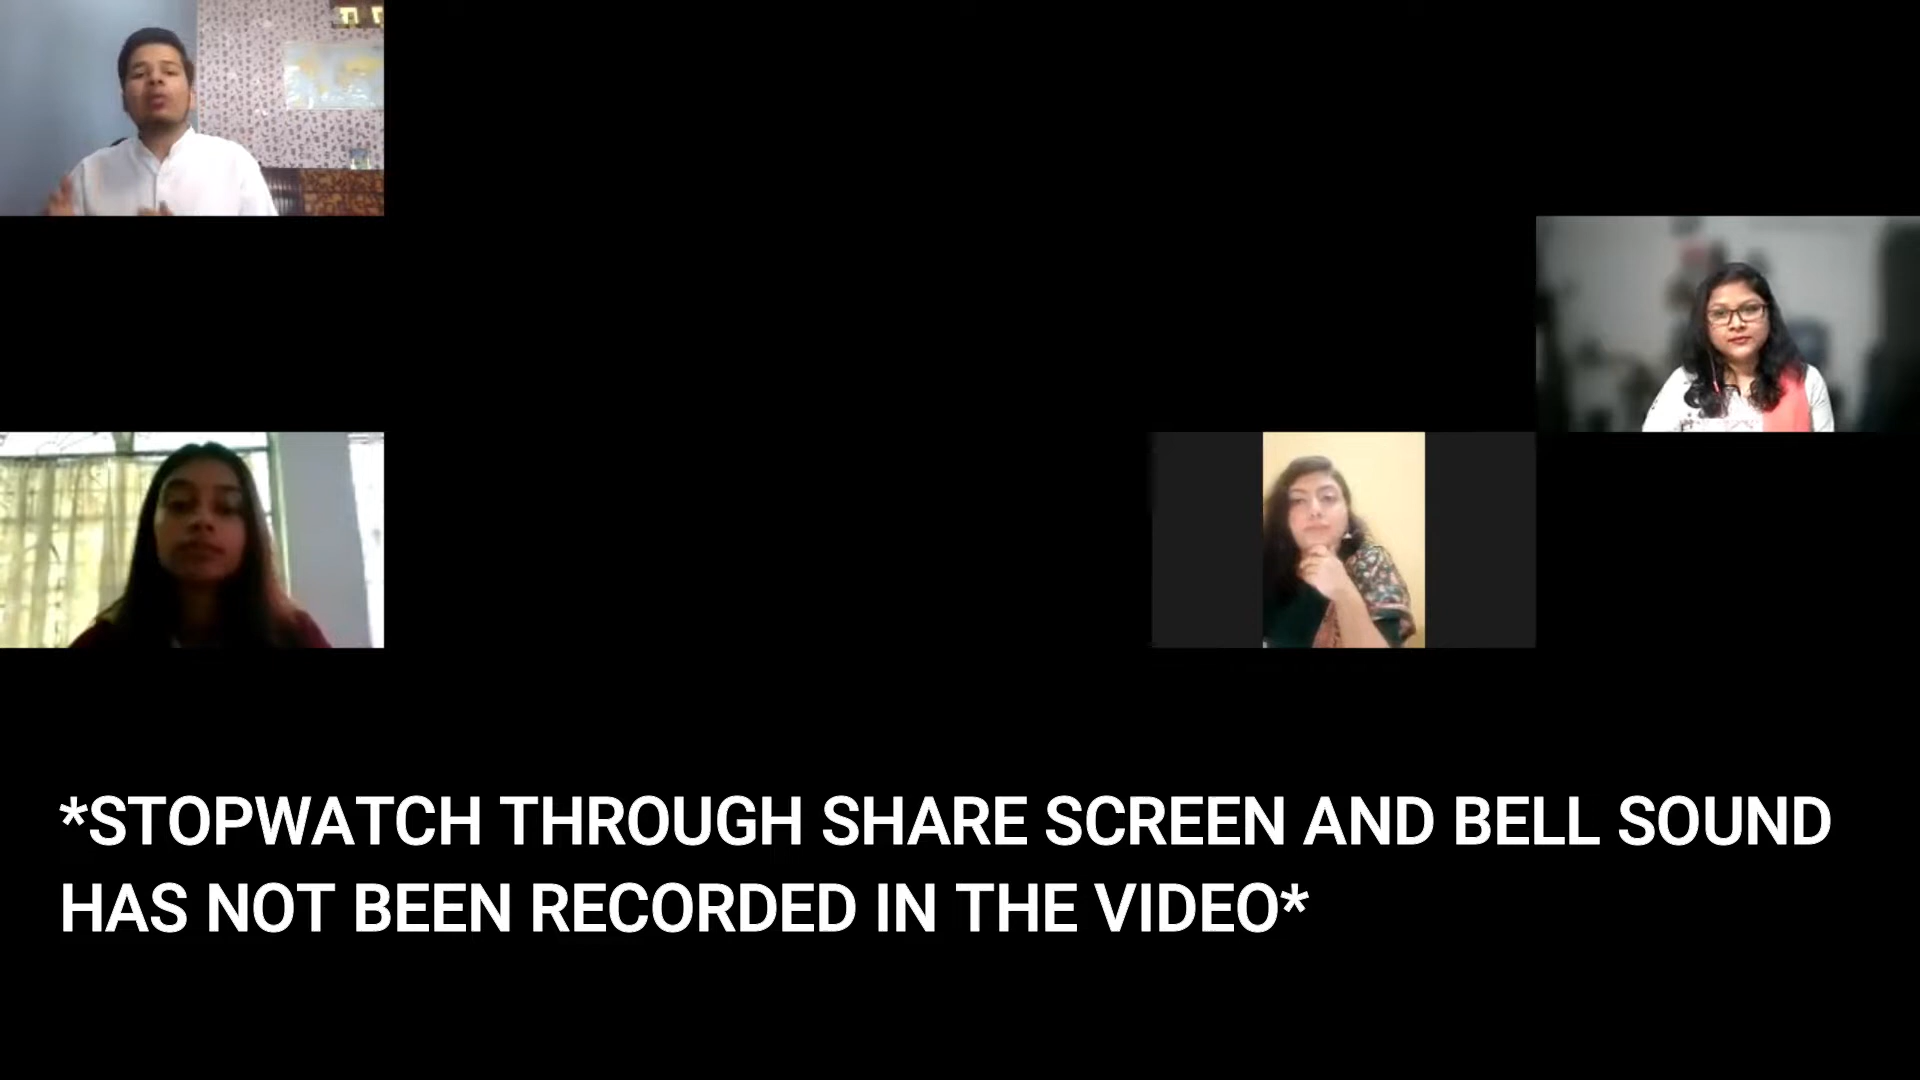 *STOPWATCH THROUGH SHARE SCREEN AND BELL SOUND
HAS NOT BEEN RECORDED IN THE VIDEO*